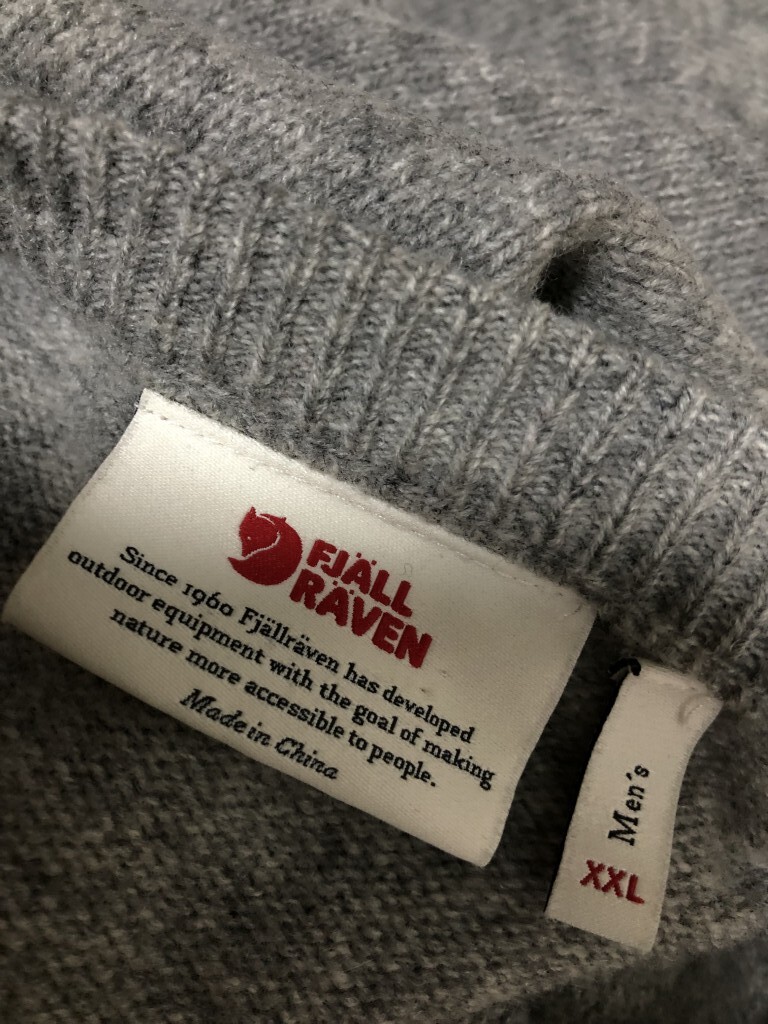 FJÄLL
RÄVEN
Since 1960 Fjällräven has developed
outdoor equipment with the goal of making
nature more accessible to people.
Made in China
Men's
XXL